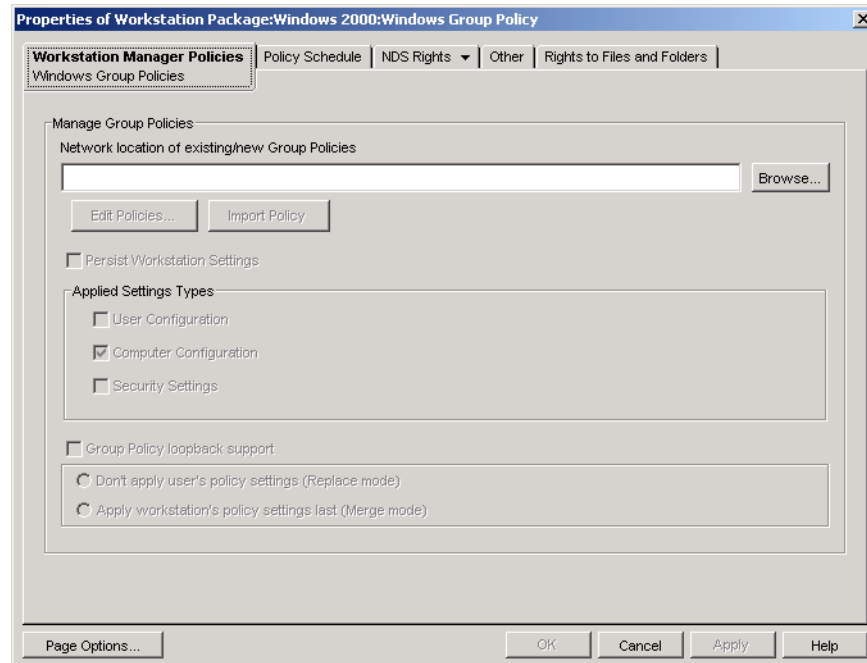 Properties of Workstation Package:Windows 2000:Windows Group Policy
Workstation Manager Policies Policy Schedule NDS Rights Other Rights to Files and Folders
Windows Group Policies
Manage Group Policies
Network location of existing/new Group Policies
Browse...
Edit Policies... Import Policy
Persist Workstation Settings
Applied Settings Types
User Configuration
Computer Configuration
Security Settings
Group Policy loopback support
Don't apply user's policy settings (Replace mode)
Apply workstation's policy settings last (Merge mode)
Page Options... OK Cancel Apply Help